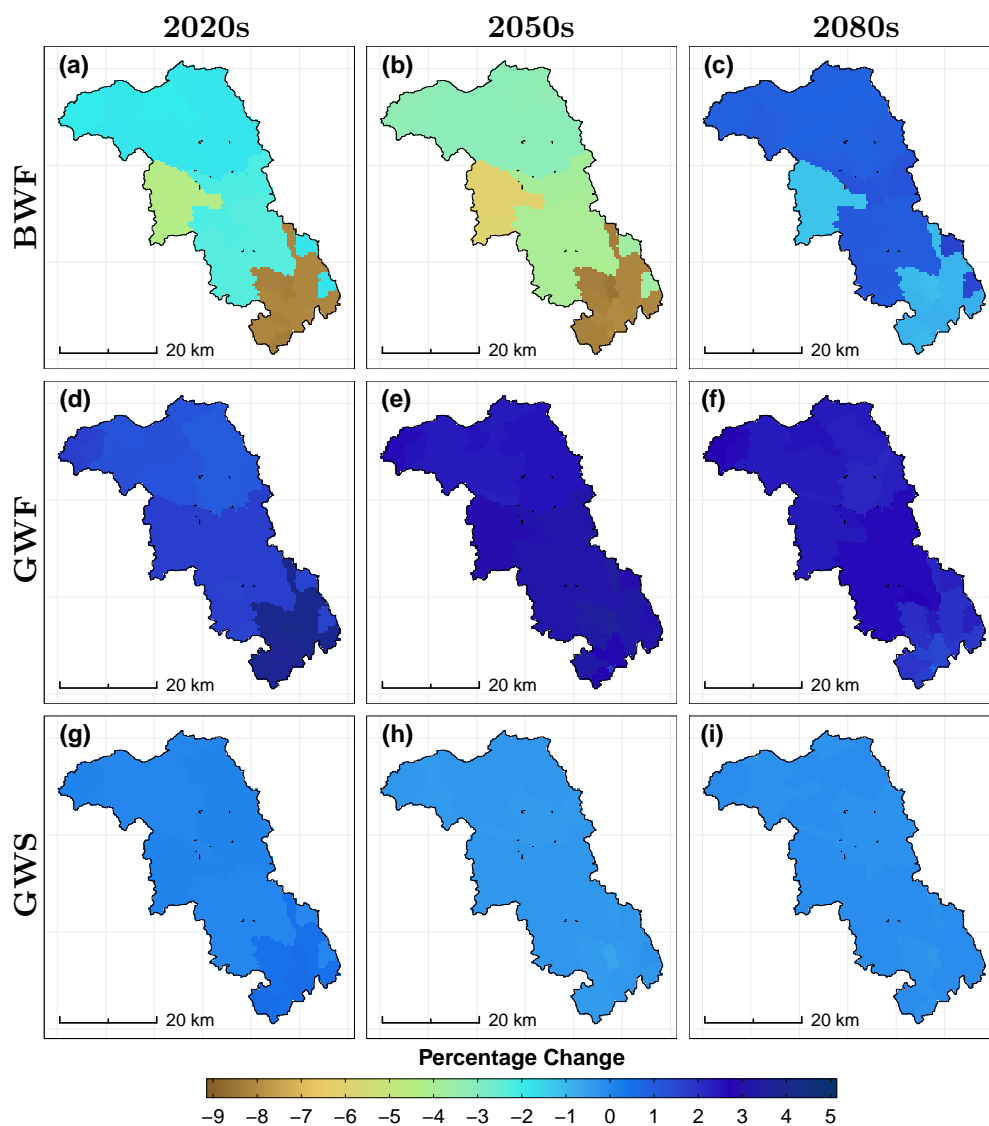 2020s 2050s 2080s
(a) (b) (c)
BWF
20 km 20 km 20 km
(d) (e) (f)
GWF
20 km 20 km 20 km
(g) (h) (i)
GWS
20 km 20 km 20 km
Percentage Change
−9 −8 −7 −6 −5 −4 −3 −2 −1 0 1 2 3 4 5